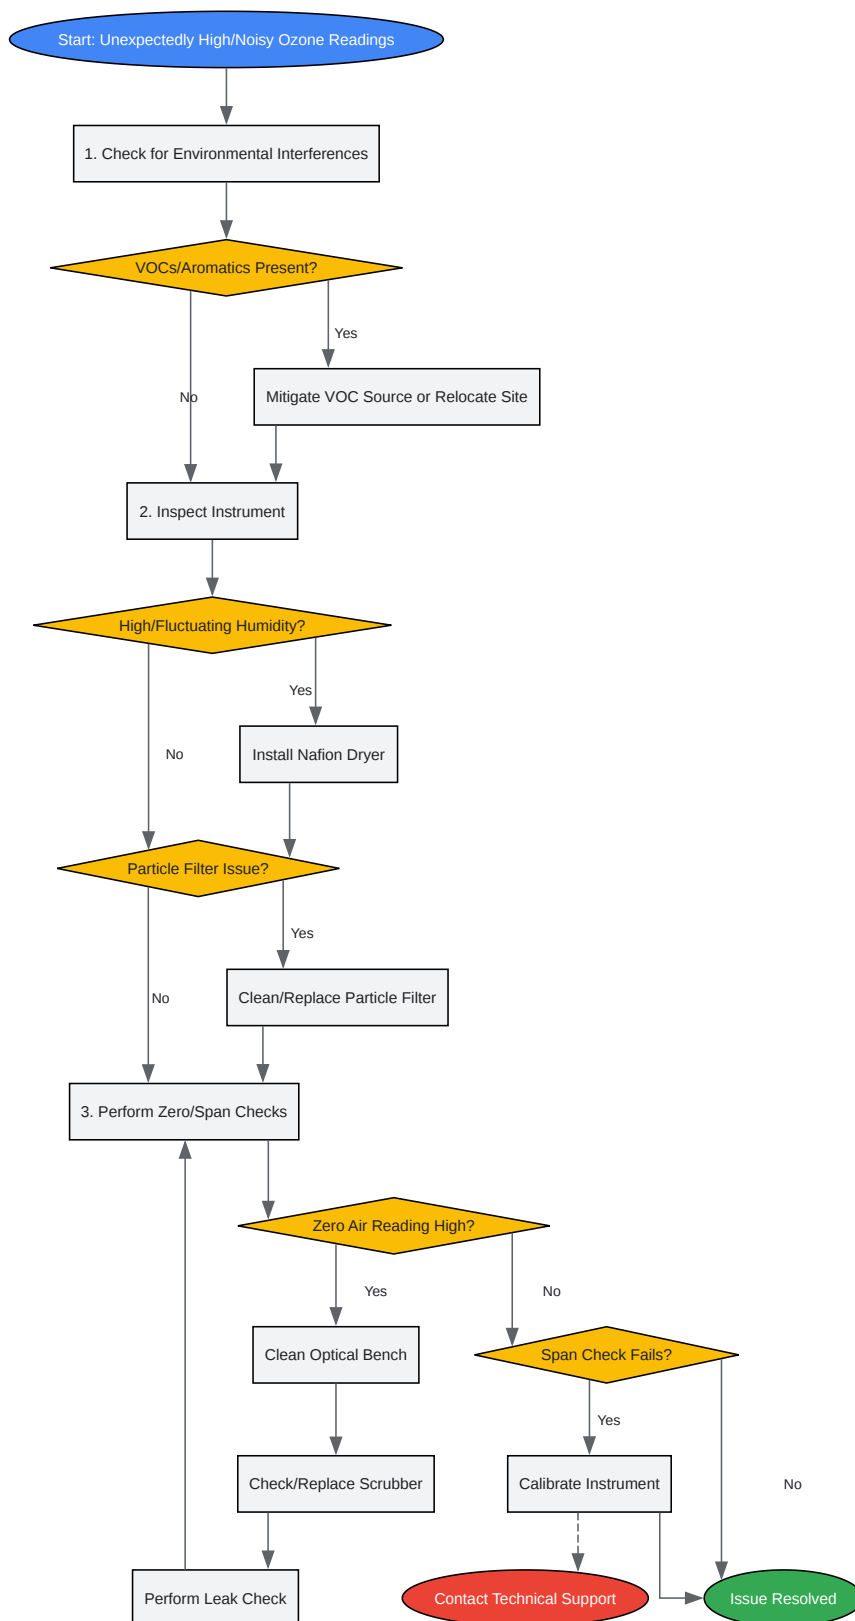 Start: Unexpectedly High/Noisy Ozone Readings
1. Check for Environmental Interferences
VOCs/Aromatics Present?
Yes
No
Mitigate VOC Source or Relocate Site
2. Inspect Instrument
High/Fluctuating Humidity?
Yes
No
Install Nafion Dryer
Particle Filter Issue?
Yes
No
Clean/Replace Particle Filter
3. Perform Zero/Span Checks
Zero Air Reading High?
Yes
No
Clean Optical Bench
Span Check Fails?
Yes
Check/Replace Scrubber
Calibrate Instrument
No
Perform Leak Check
Contact Technical Support
Issue Resolved